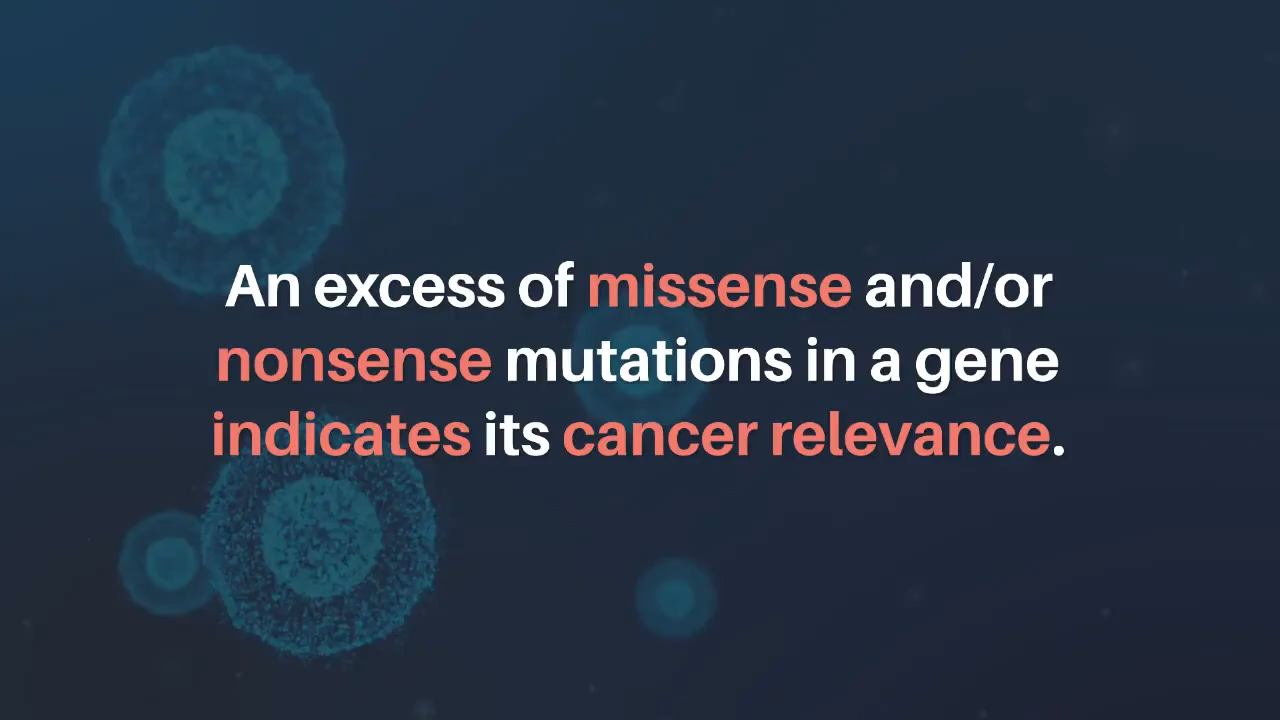 An excess of missense and/or
nonsense mutations in a gene
indicates its cancer relevance.